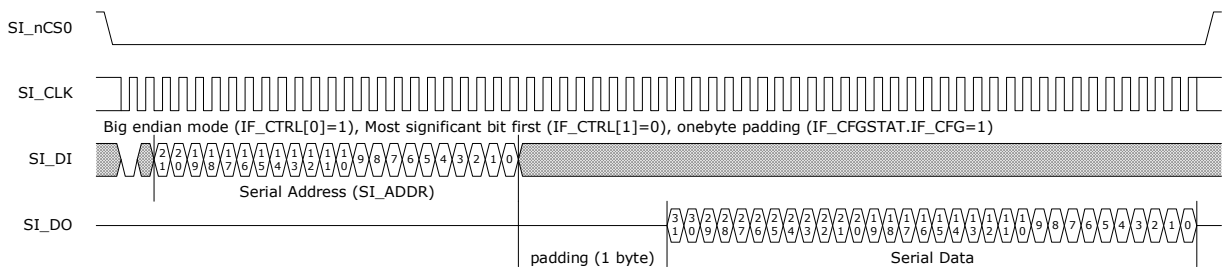 SI_nCS0
SI_CLK
Big endian mode (IF_CTRL[0]=1), Most significant bit first (IF_CTRL[1]=0), onebyte padding (IF_CFGSTAT.IF_CFG=1)
SI_DI
21 20 19 18 17 16 15 14 13 12 11 10 9 8 7 6 5 4 3 2 1 0
Serial Address (SI_ADDR)
SI_DO
31 30 29 28 27 26 25 24 23 22 21 20 19 18 17 16 15 14 13 12 11 10 9 8 7 6 5 4 3 2 1 0
padding (1 byte) Serial Data